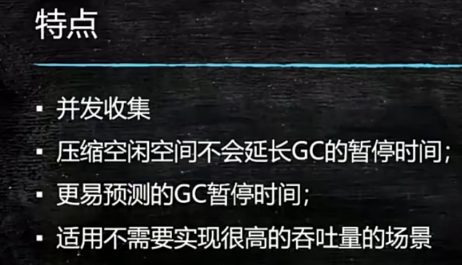 特点
▪ 并发收集
▪ 压缩空闲空间不会延长GC的暂停时间；
▪ 更易预测的GC暂停时间；
▪ 适用不需要实现很高的吞吐量的场景